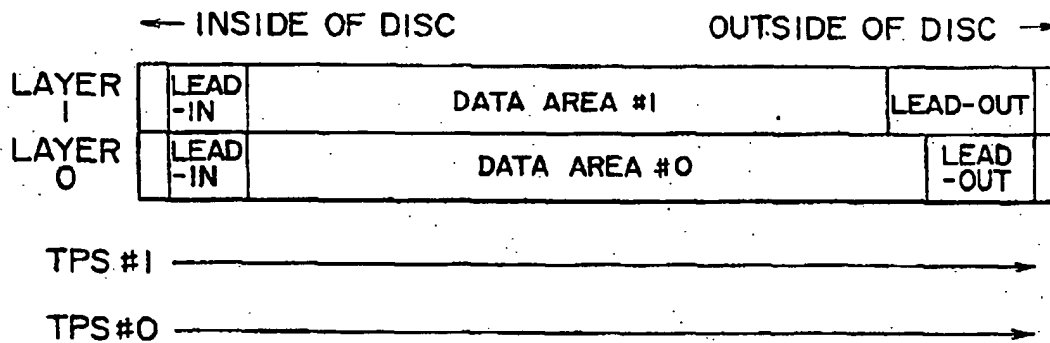 ← INSIDE OF DISC OUTSIDE OF DISC →
LAYER 1
LEAD-IN
DATA AREA #1
LEAD-OUT
LAYER 0
LEAD-IN
DATA AREA #0
LEAD-OUT
TPS #1
TPS #0